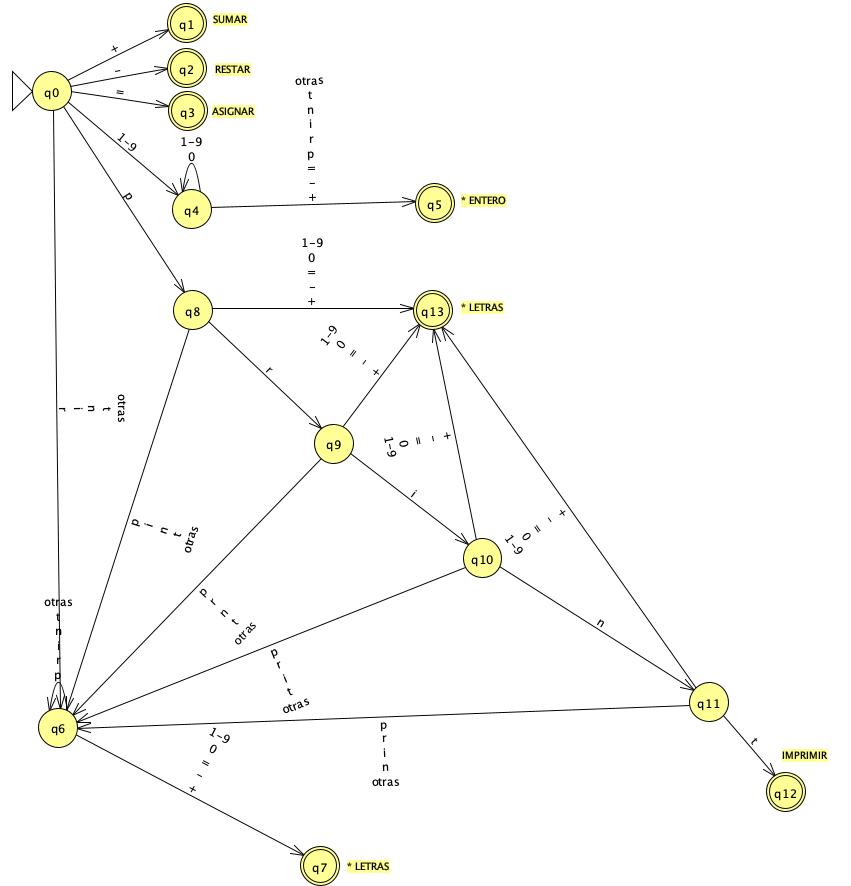 q0
+
-
=
1-9
p
q1
SUMAR
q2
RESTAR
q3
ASIGNAR
1-9
0
q4
otras
t
n
i
r
p
=
-
+
q5
* ENTERO
q8
1-9
0
=
-
+
q13
* LETRAS
r
1-9
0
=
-
+
r
i
n
t
otras
q9
1-9
0
=
-
+
i
p
i
n
t
otras
q10
1-9
0
=
-
+
n
p
r
n
t
otras
p
r
i
t
otras
otras
t
n
i
r
p
q6
q11
p
r
i
n
otras
t
1-9
0
=
-
+
IMPRIMIR
q12
q7
* LETRAS